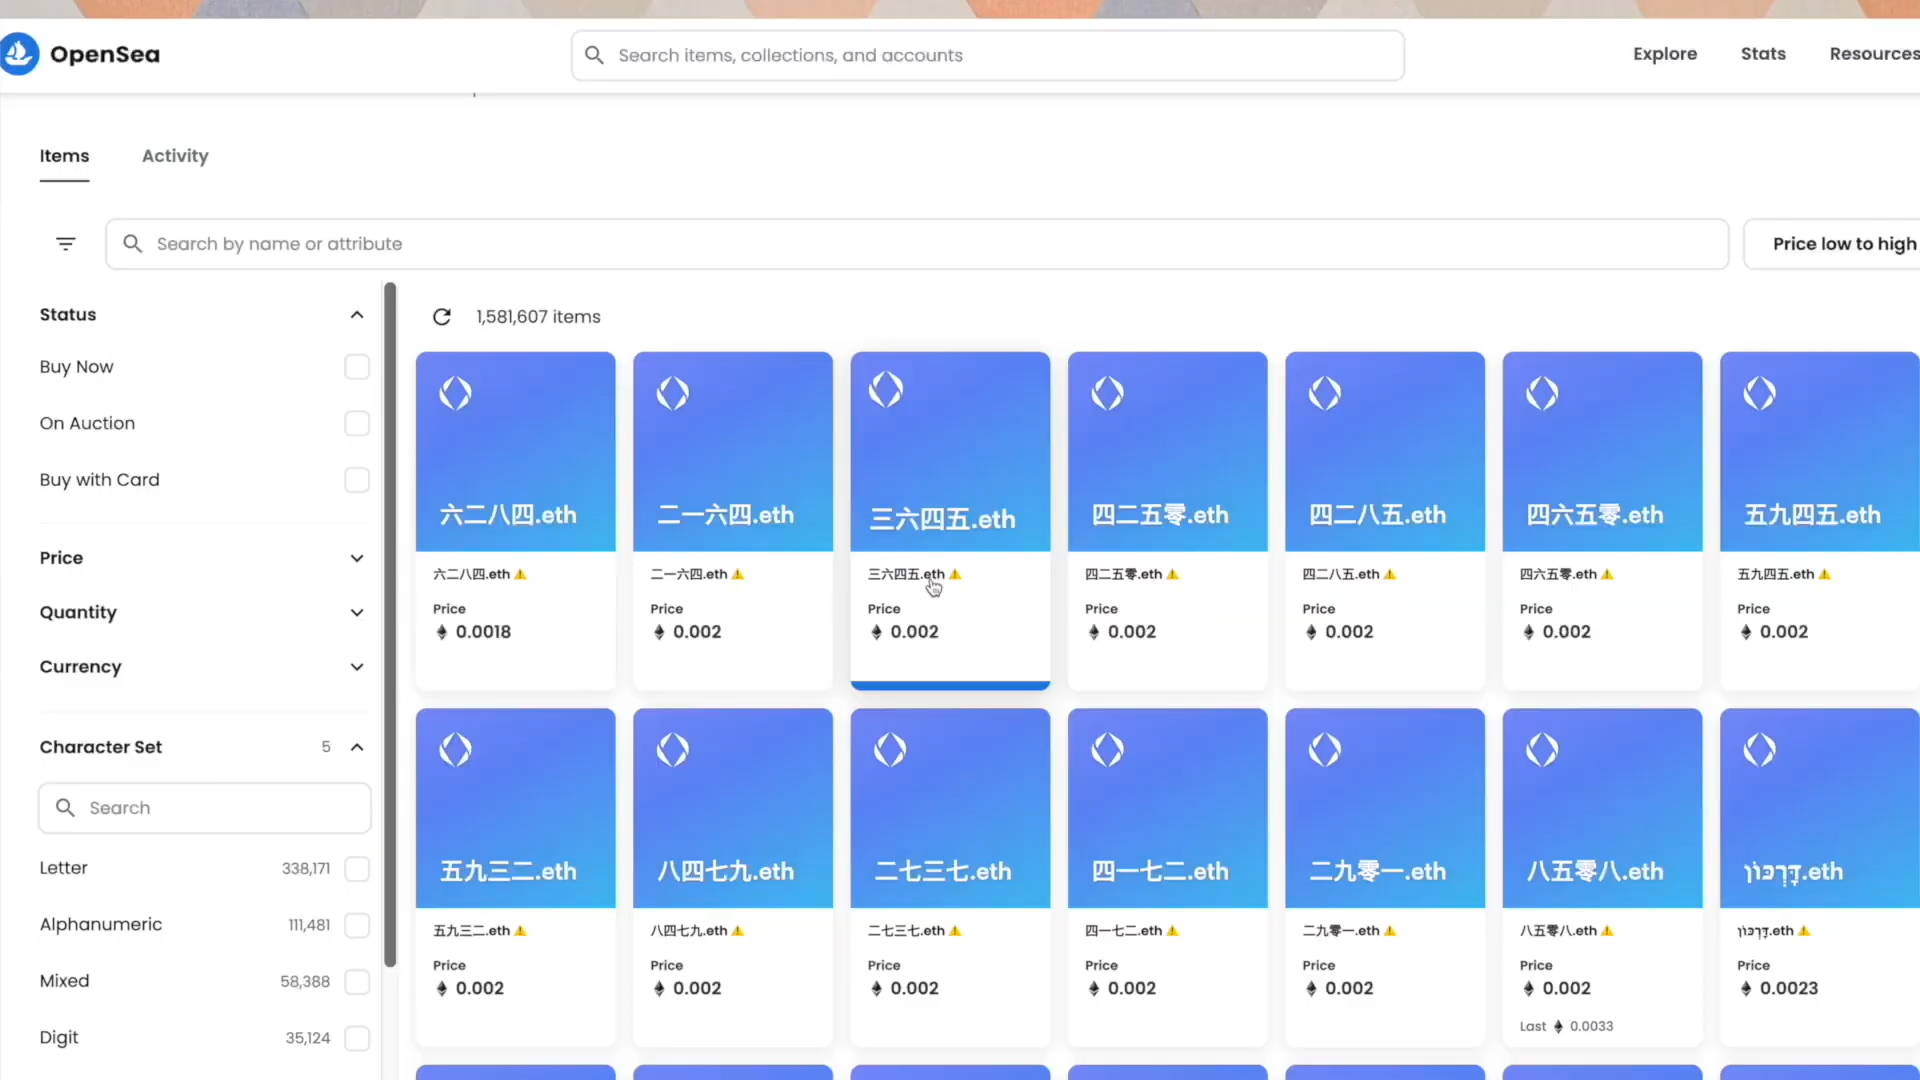 OpenSea
Search items, collections, and accounts
Explore
Stats
Resources
Items
Activity
Search by name or attribute
Price low to high
Status
Buy Now
On Auction
Buy with Card
Price
Quantity
Currency
Character Set 5
Search
Letter 338,171
Alphanumeric 111,481
Mixed 58,388
Digit 35,124
1,581,607 items
六二八四.eth
六二八四.eth
Price
0.0018
二一六四.eth
二一六四.eth
Price
0.002
三六四五.eth
三六四五.eth
Price
0.002
四二五零.eth
四二五零.eth
Price
0.002
四二八五.eth
四二八五.eth
Price
0.002
四六五零.eth
四六五零.eth
Price
0.002
五九四五.eth
五九四五.eth
Price
0.002
五九三二.eth
五九三二.eth
Price
0.002
八四七九.eth
八四七九.eth
Price
0.002
二七三七.eth
二七三七.eth
Price
0.002
四一七二.eth
四一七二.eth
Price
0.002
二九零一.eth
二九零一.eth
Price
0.002
八五零八.eth
八五零八.eth
Price
0.002
Last 0.0033
דָּרְכּוֹן.eth
דָּרְכּוֹן.eth
Price
0.0023